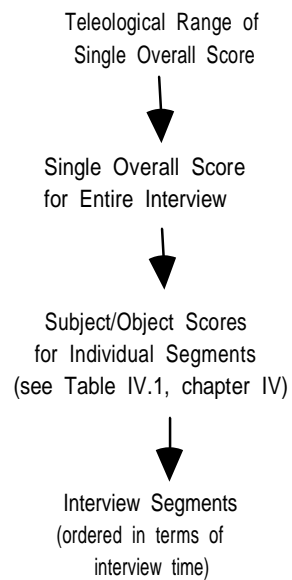 Teleological Range of
Single Overall Score
Single Overall Score
for Entire Interview
Subject/Object Scores
for Individual Segments
(see Table IV.1, chapter IV)
Interview Segments
(ordered in terms of
interview time)